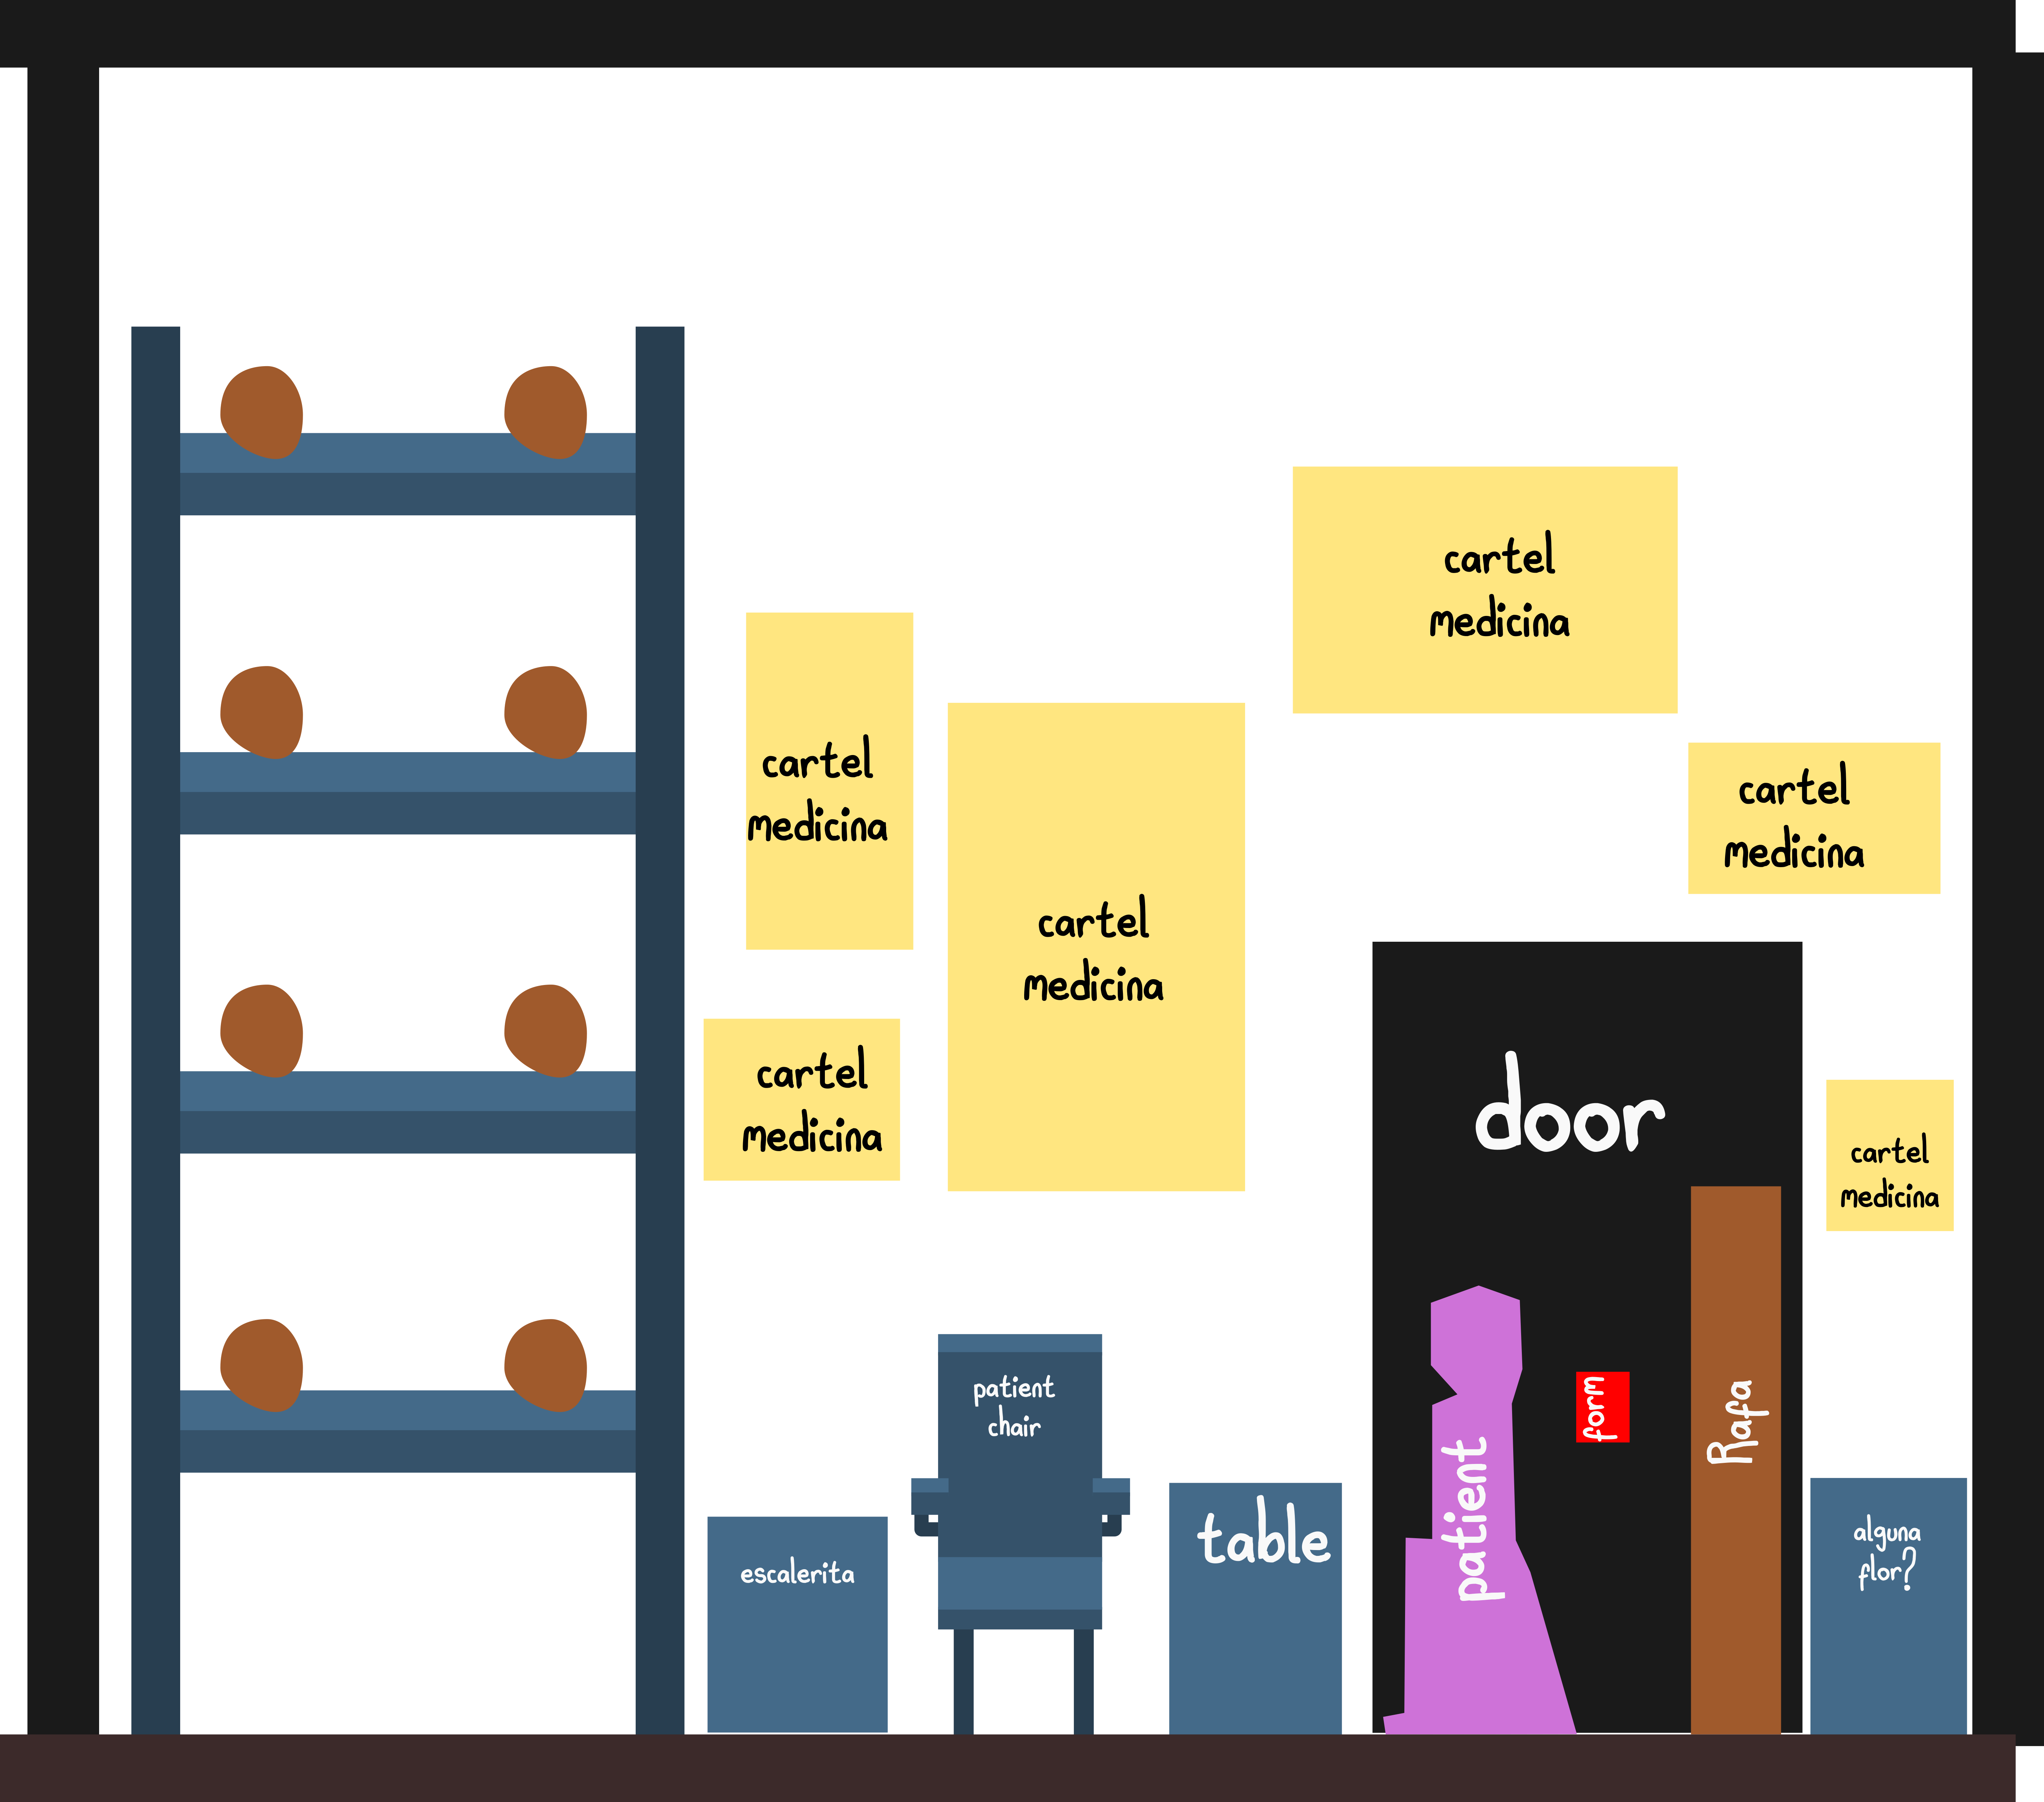 cartel
medicina
cartel
medicina
cartel
medicina
cartel
medicina
cartel
medicina
door
cartel
medicina
patient
chair
form
Rafa
patient
table
alguna
flor?
escalerita